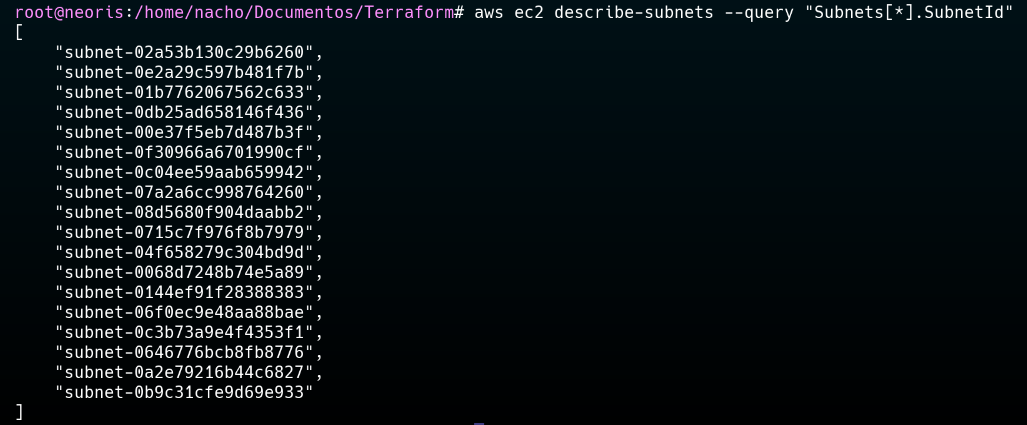 root@neoris:/home/nacho/Documentos/Terraform# aws ec2 describe-subnets --query "Subnets[*].SubnetId"
[
    "subnet-02a53b130c29b6260",
    "subnet-0e2a29c597b481f7b",
    "subnet-01b7762067562c633",
    "subnet-0db25ad658146f436",
    "subnet-00e37f5eb7d487b3f",
    "subnet-0f30966a6701990cf",
    "subnet-0c04ee59aab659942",
    "subnet-07a2a6cc998764260",
    "subnet-08d5680f904daabb2",
    "subnet-0715c7f976f8b7979",
    "subnet-04f658279c304bd9d",
    "subnet-0068d7248b74e5a89",
    "subnet-0144ef91f28388383",
    "subnet-06f0ec9e48aa88bae",
    "subnet-0c3b73a9e4f4353f1",
    "subnet-0646776bcb8fb8776",
    "subnet-0a2e79216b44c6827",
    "subnet-0b9c31cfe9d69e933"
]